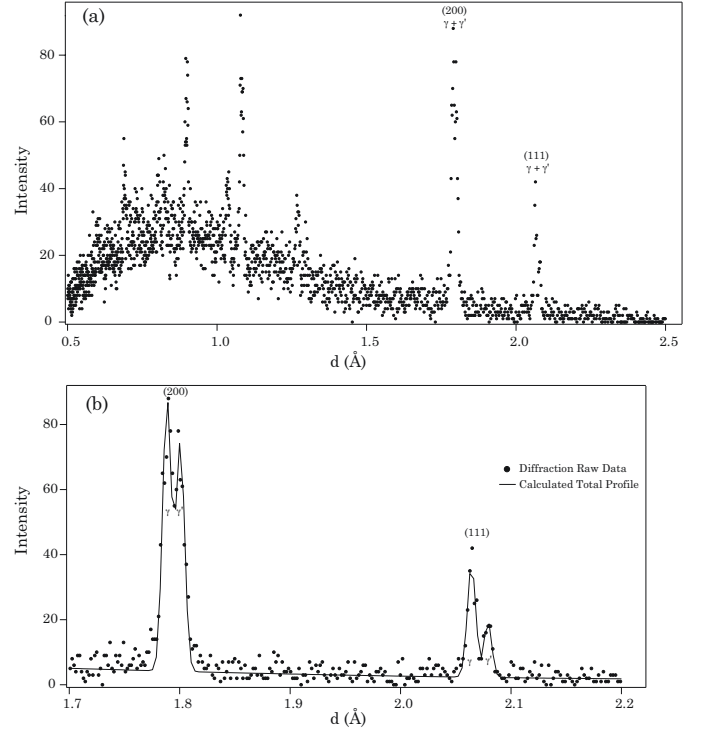 (a)
(200)
γ + γ'
(111)
γ + γ'
80
60
40
20
0
Intensity
0.5 1.0 1.5 2.0 2.5
d (Å)
(b)
(200)
γ γ'
(111)
γ γ'
Diffraction Raw Data
Calculated Total Profile
80
60
40
20
0
Intensity
1.7 1.8 1.9 2.0 2.1 2.2
d (Å)